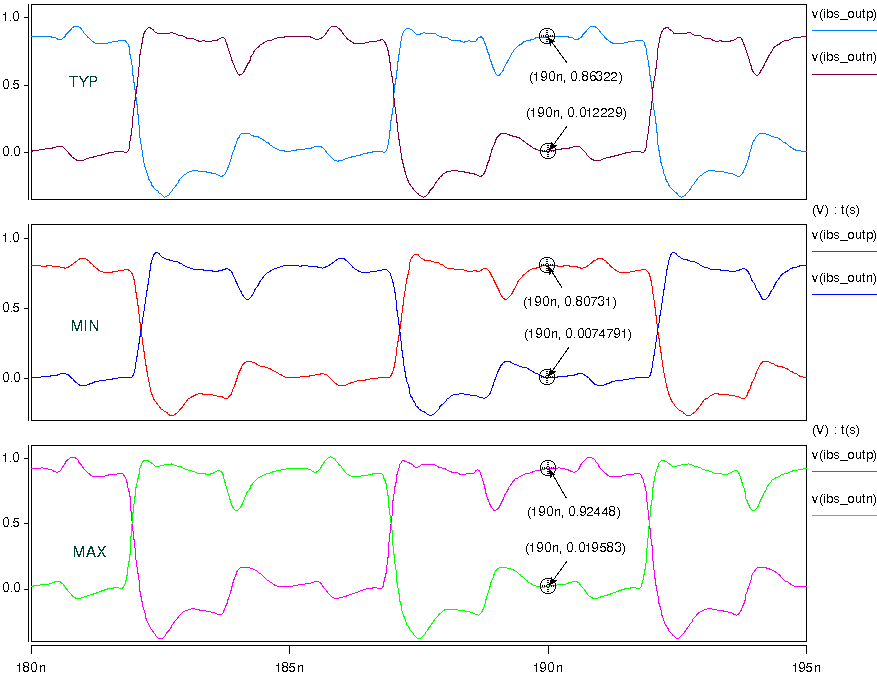 1.0
v(ibs_outp)
v(ibs_outn)
TYP
(190n, 0.86322)
0.5
(190n, 0.012229)
0.0
(V) : t(s)
1.0
v(ibs_outp)
v(ibs_outn)
(190n, 0.80731)
0.5
MIN
(190n, 0.0074791)
0.0
(V) : t(s)
1.0
v(ibs_outp)
v(ibs_outn)
(190n, 0.92448)
0.5
MAX
(190n, 0.019583)
0.0
180n 185n 190n 195n